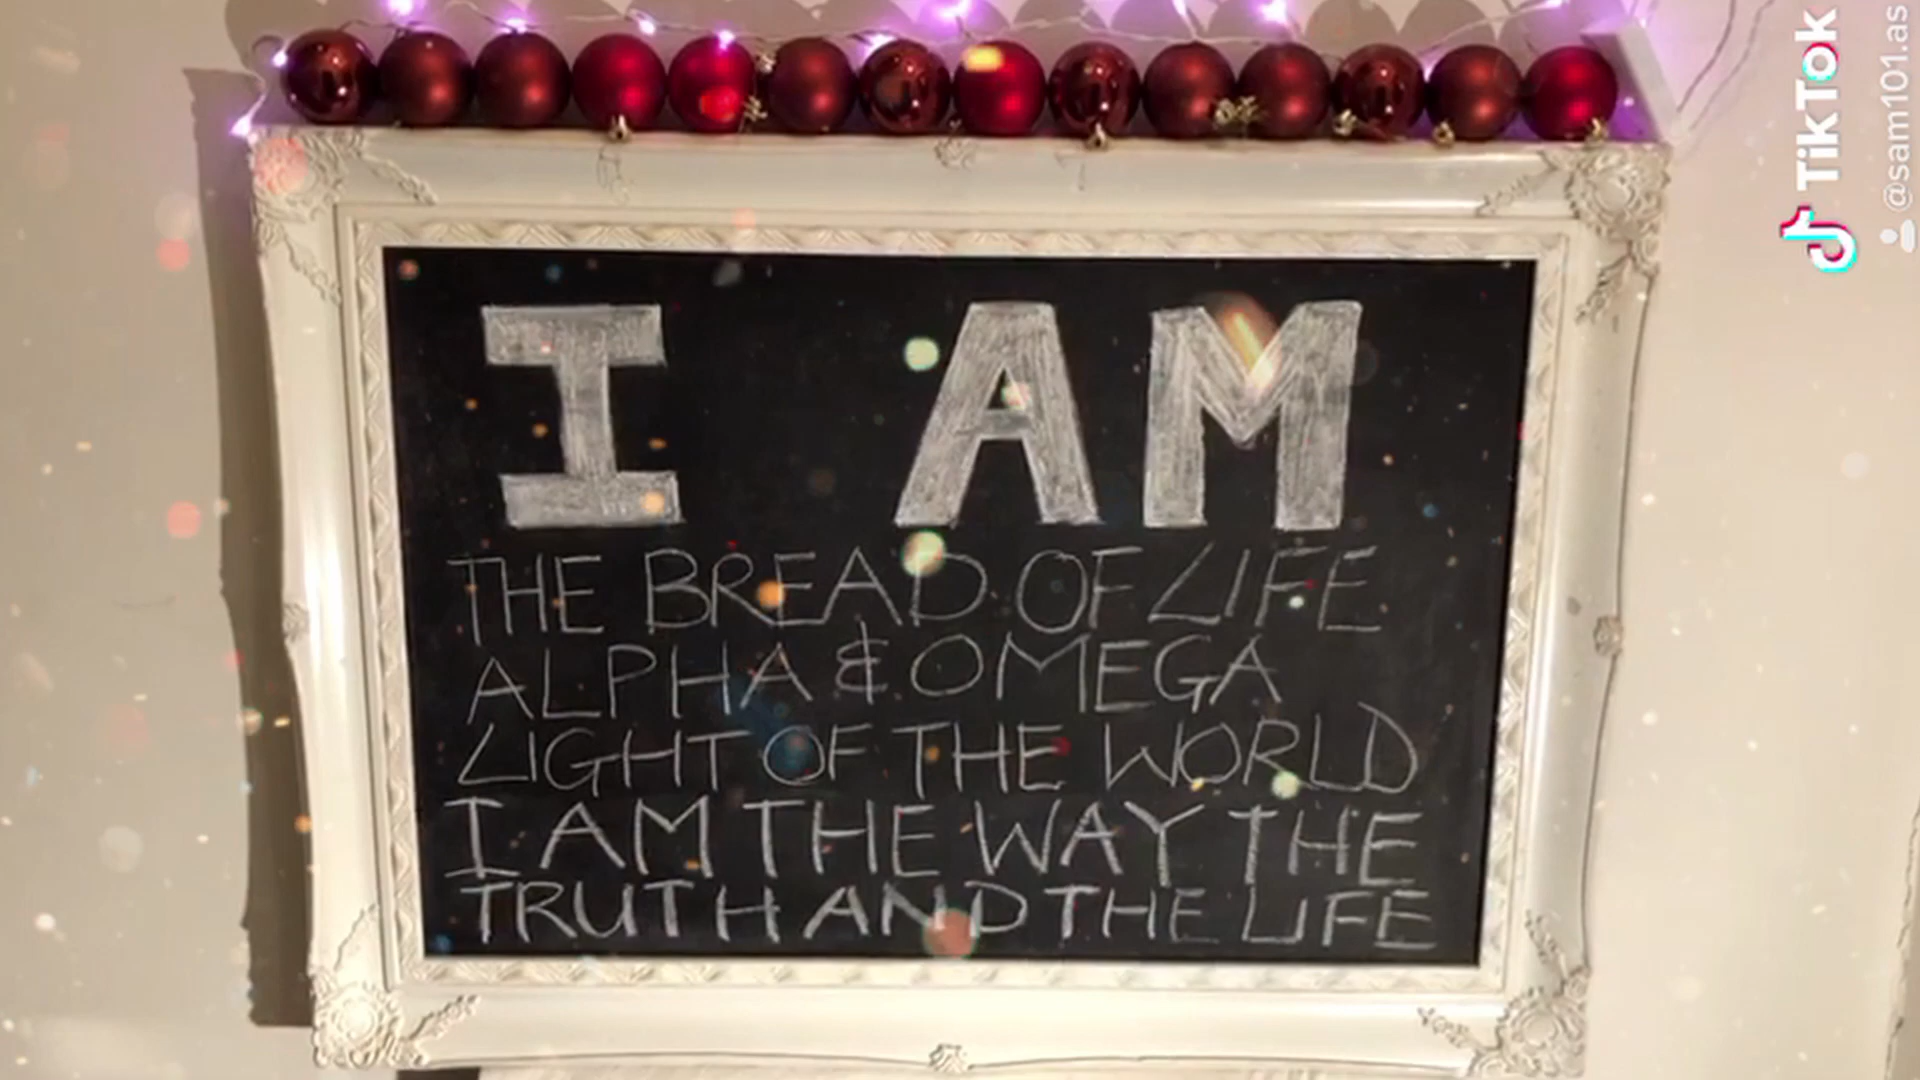 I AM
THE BREAD OF LIFE
ALPHA & OMEGA
LIGHT OF THE WORLD
I AM THE WAY THE
TRUTH AND THE LIFE
TikTok
@sam101.as